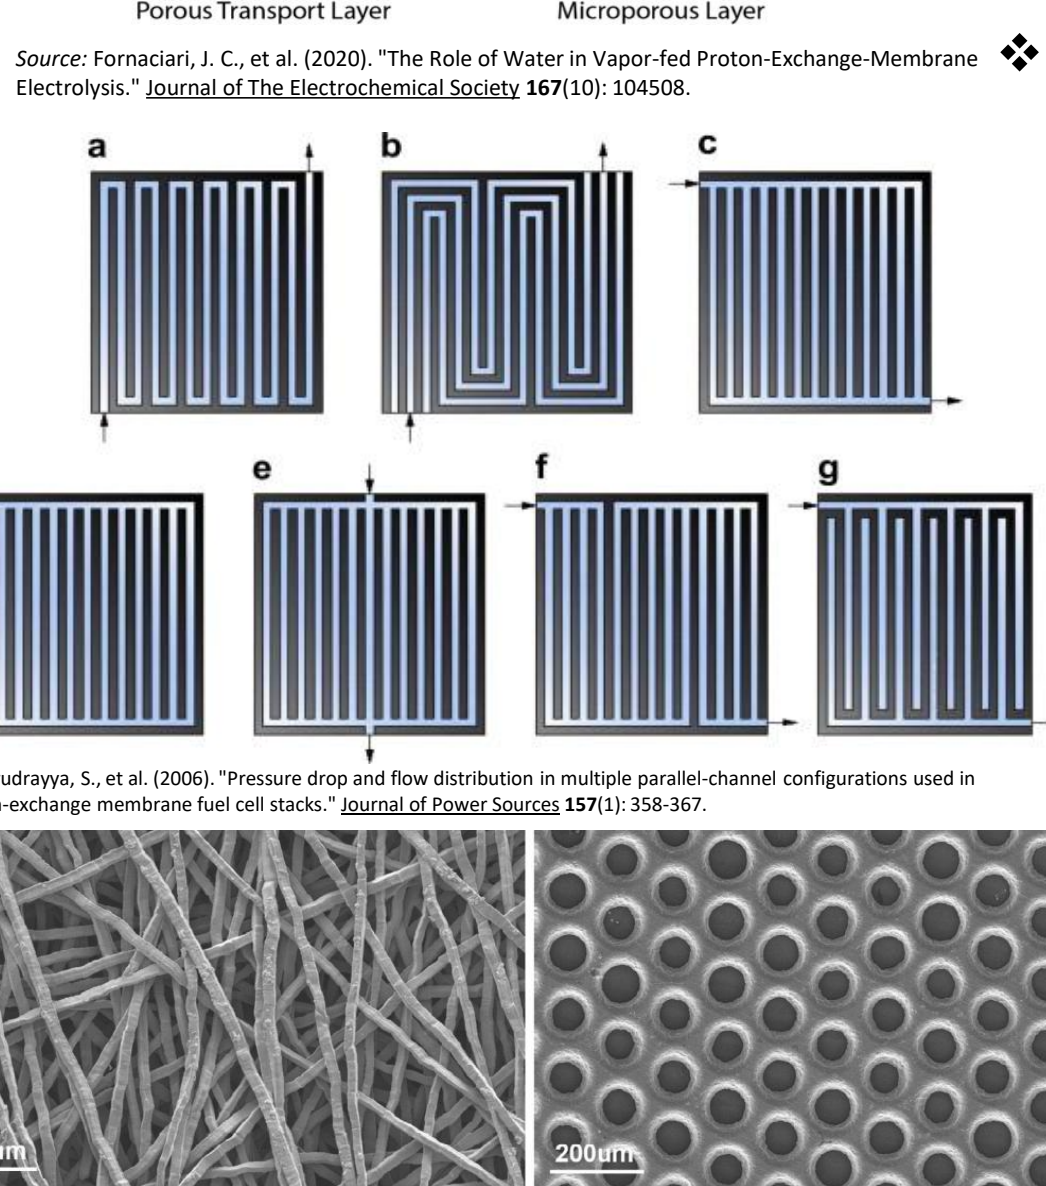 Porous Transport Layer Microporous Layer
Source: Fornaciari, J. C., et al. (2020). "The Role of Water in Vapor-fed Proton-Exchange-Membrane
Electrolysis." Journal of The Electrochemical Society 167(10): 104508.
a b c
e f g
udrayya, S., et al. (2006). "Pressure drop and flow distribution in multiple parallel-channel configurations used in
-exchange membrane fuel cell stacks." Journal of Power Sources 157(1): 358-367.
200um